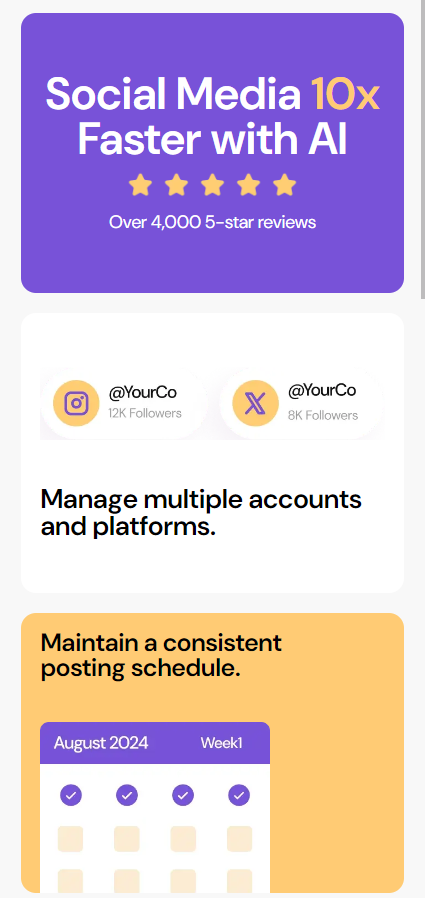 Social Media 10x
Faster with AI
Over 4,000 5-star reviews
@YourCo
12K Followers
@YourCo
8K Followers
Manage multiple accounts
and platforms.
Maintain a consistent
posting schedule.
August 2024 Week1